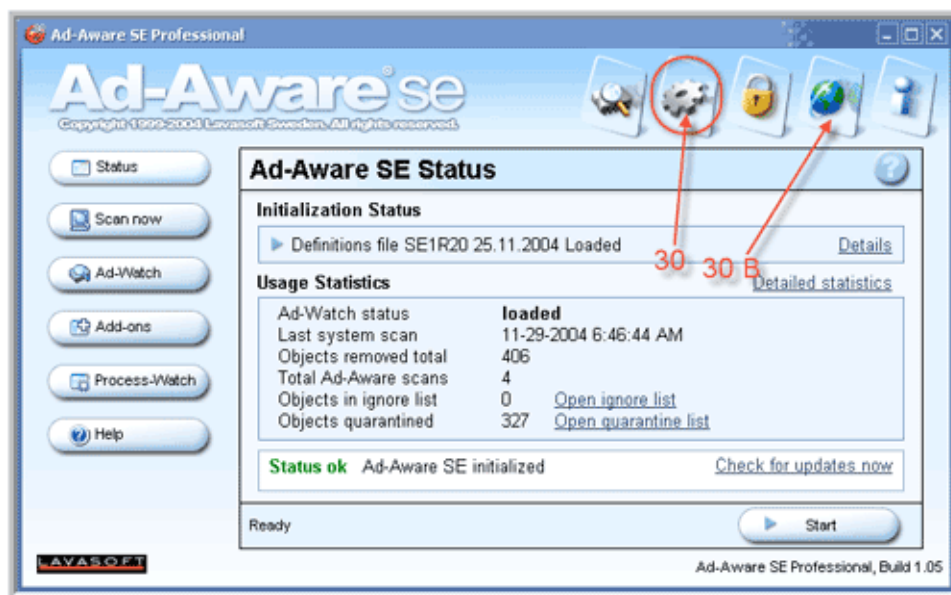 Ad-Aware SE Professional
Ad-Aware se
Copyright 1999-2004 Lavasoft Sweden. All rights reserved.
Status
Scan now
Ad-Watch
Add-ons
Process-Watch
Help
Ad-Aware SE Status
?
Initialization Status
Definitions file SE1R20 25.11.2004 Loaded Details
30 30 B
Usage Statistics Detailed statistics
Ad-Watch status loaded
Last system scan 11-29-2004 6:46:44 AM
Objects removed total 406
Total Ad-Aware scans 4
Objects in ignore list 0 Open ignore list
Objects quarantined 327 Open quarantine list
Status ok Ad-Aware SE initialized Check for updates now
Ready Start
LAVASOFT
Ad-Aware SE Professional, Build 1.05